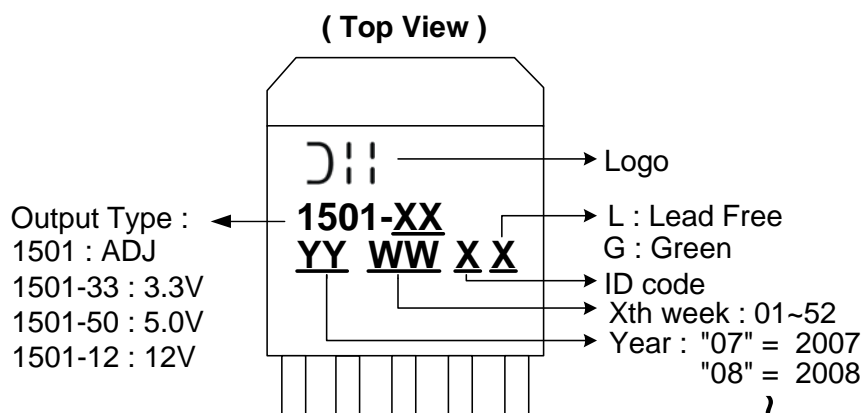 ( Top View )
Logo
1501-XX
YY WW X X
Output Type :
1501 : ADJ
1501-33 : 3.3V
1501-50 : 5.0V
1501-12 : 12V
L : Lead Free
G : Green
ID code
Xth week : 01~52
Year : "07" = 2007
"08" = 2008